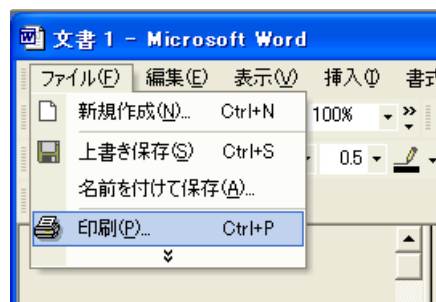 文書 1 - Microsoft Word
ファイル(F) 編集(E) 表示(V) 挿入(I) 書式
新規作成(N)... Ctrl+N 100%
上書き保存(S) Ctrl+S 0.5
名前を付けて保存(A)...
印刷(P)... Ctrl+P